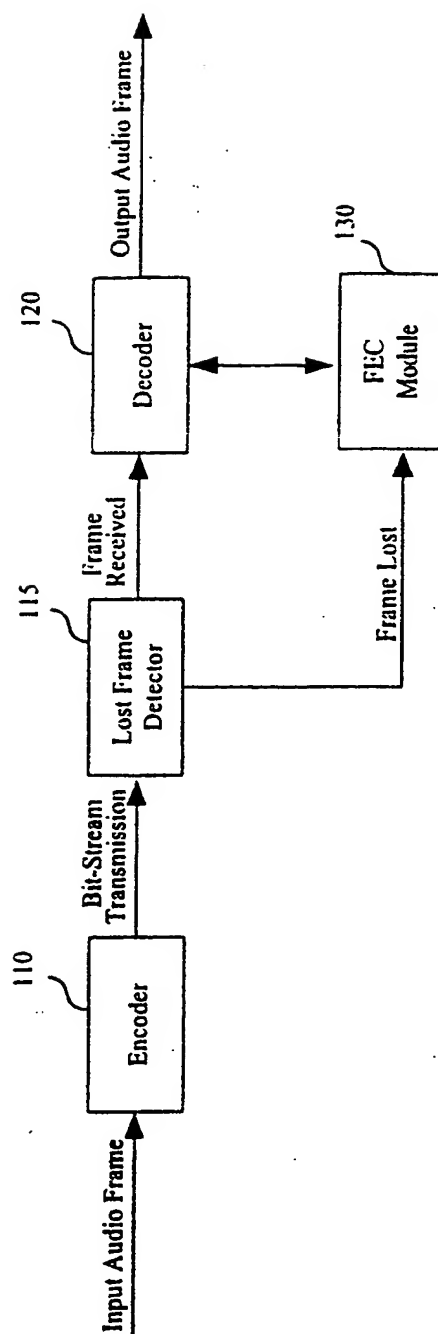 Input Audio Frame
110
Encoder
Bit-Stream
Transmission
115
Lost Frame
Detector
Frame
Received
120
Decoder
Output Audio Frame
Frame Lost
130
FEC
Module